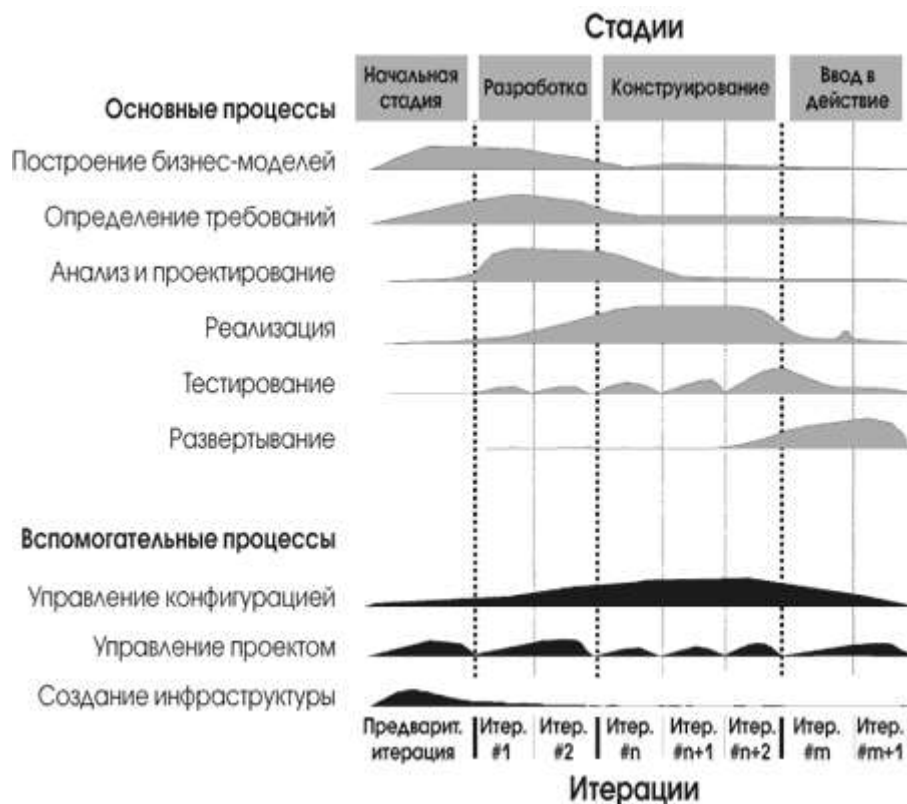 Стадии
Начальная
стадия
Разработка
Конструирование
Ввод в
действие
Основные процессы
Построение бизнес-моделей
Определение требований
Анализ и проектирование
Реализация
Тестирование
Развертывание
Вспомогательные процессы
Управление конфигурацией
Управление проектом
Создание инфраструктуры
Предварит.
итерация
Итер.
#1
Итер.
#2
Итер.
#n
Итер.
#n+1
Итер.
#n+2
Итер.
#m
Итер.
#m+1
Итерации